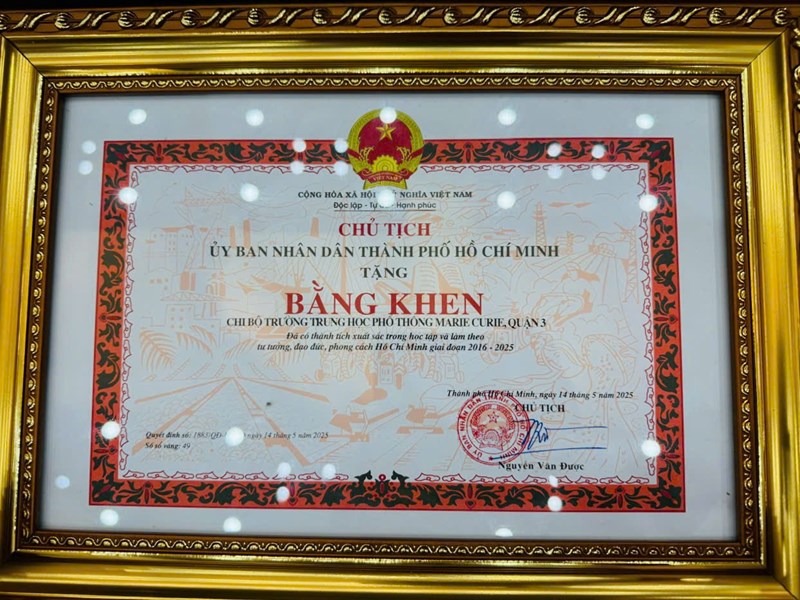 VIỆT NAM
CỘNG HÒA XÃ HỘI NGHĨA VIỆT NAM
Độc lập - Tự - Hạnh phúc
CHỦ TỊCH
ỦY BAN NHÂN DÂN THÀNH PHỐ HỒ CHÍ MINH
TẶNG
BẰNG KHEN
CHI BỘ TRƯỜNG TRUNG HỌC PHỔ THÔNG MARIE CURIE, QUẬN 3
Đã có thành tích xuất sắc trong học tập và làm theo
tư tưởng, đạo đức, phong cách Hồ Chí Minh giai đoạn 2016 - 2025
Thành phố Hồ Chí Minh, ngày 14 tháng 5 năm 2025
CHỦ TỊCH
Quyết định số: ngày 14 tháng 5 năm 2025
Số sổ vàng: 49
Nguyễn Văn Được